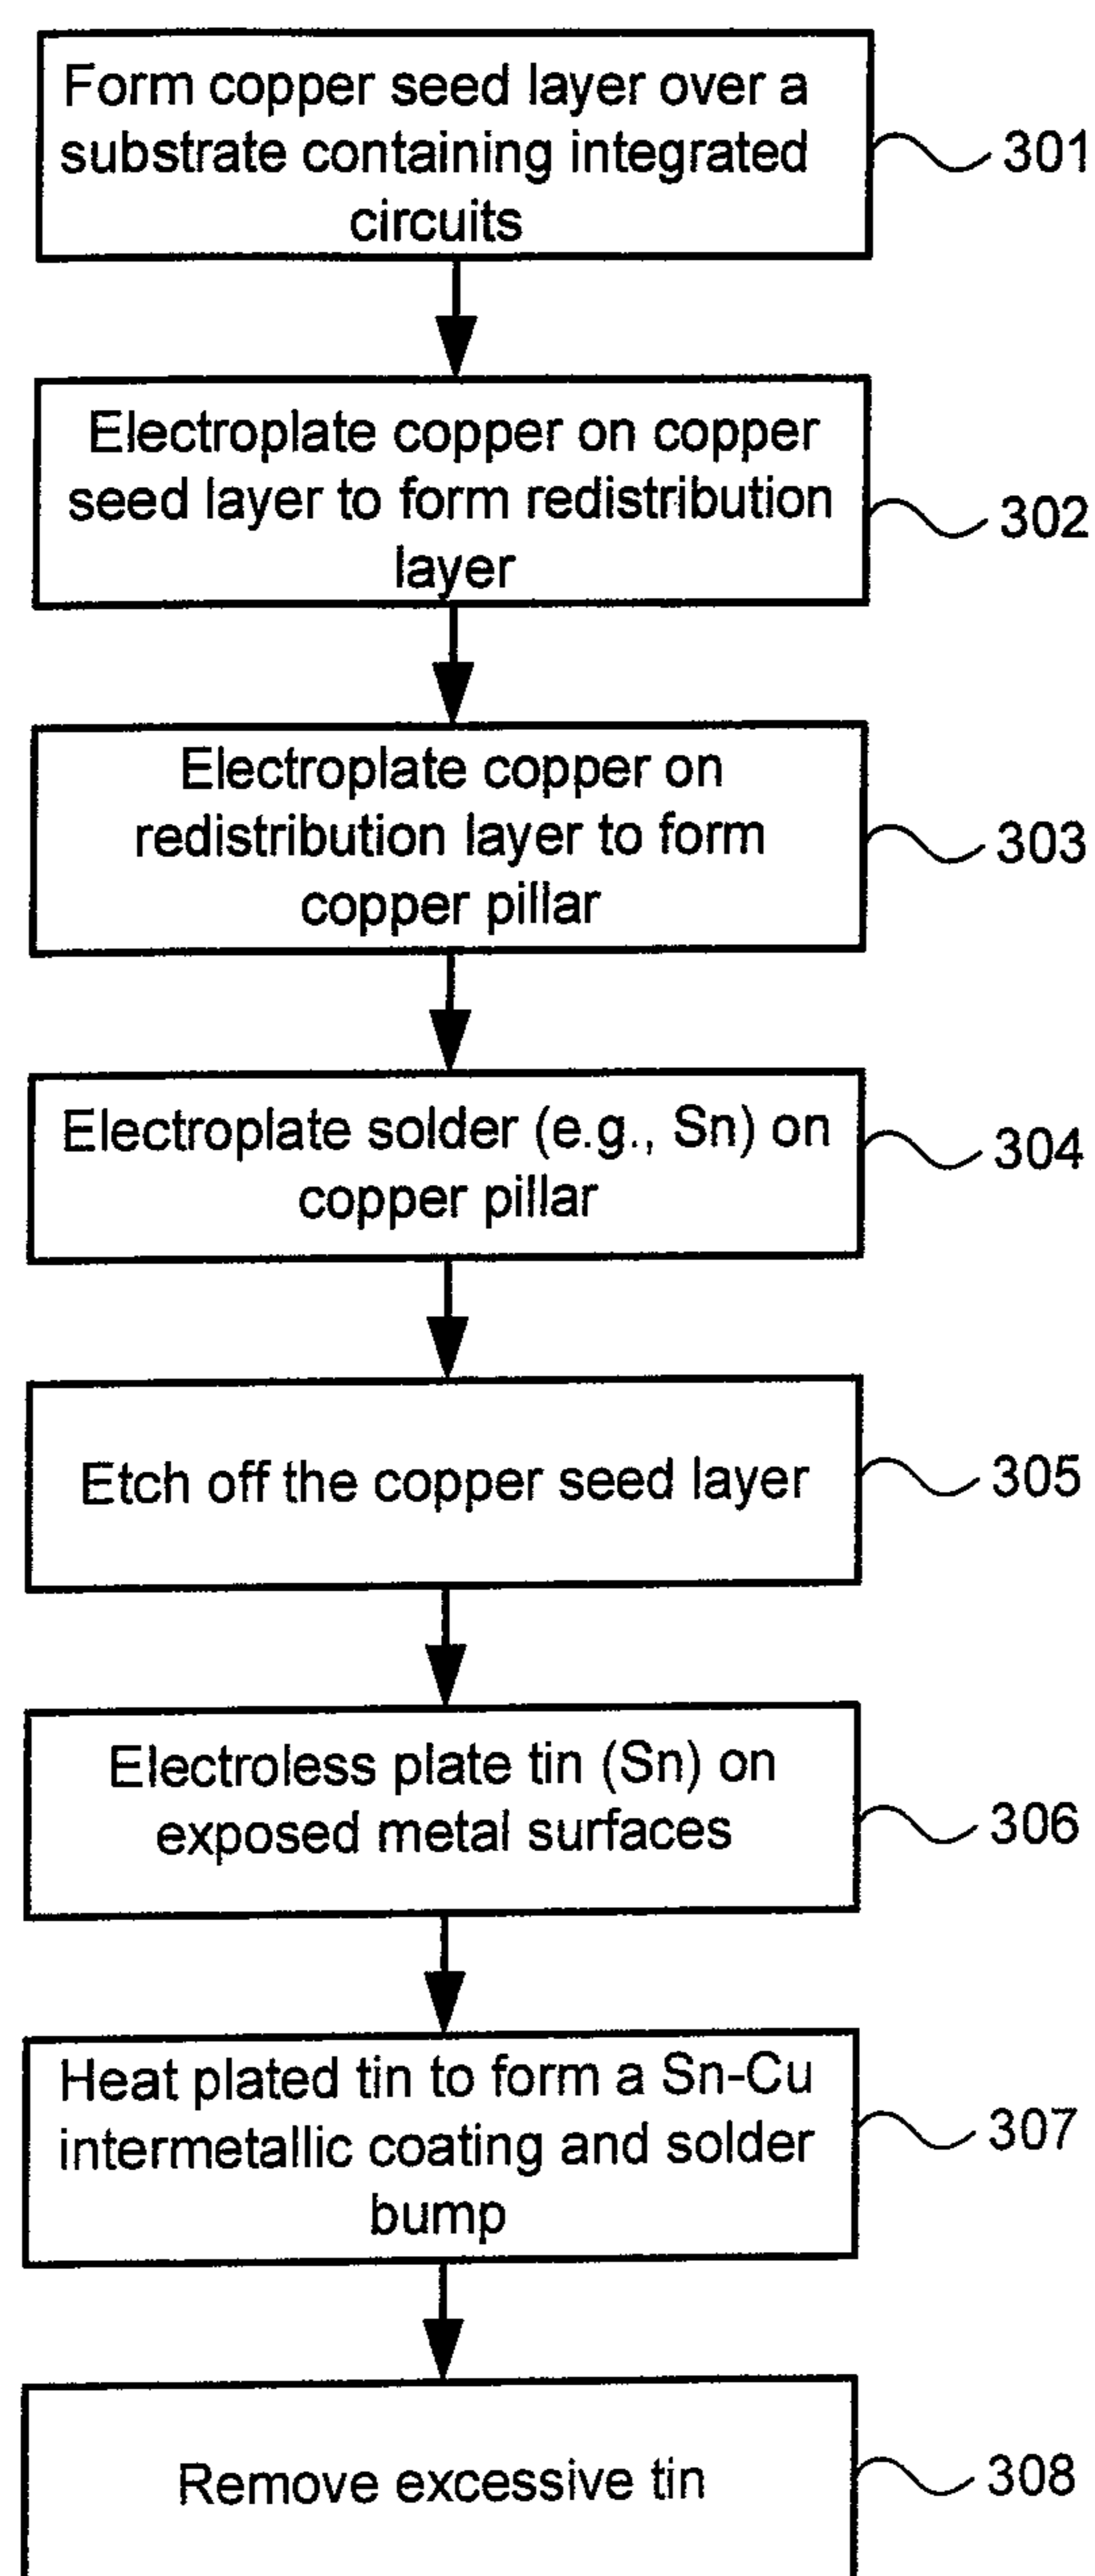 Form copper seed layer over a
substrate containing integrated
circuits
301
Electroplate copper on copper
seed layer to form redistribution
layer
302
Electroplate copper on
redistribution layer to form
copper pillar
303
Electroplate solder (e.g., Sn) on
copper pillar
304
Etch off the copper seed layer
305
Electroless plate tin (Sn) on
exposed metal surfaces
306
Heat plated tin to form a Sn-Cu
intermetallic coating and solder
bump
307
Remove excessive tin
308